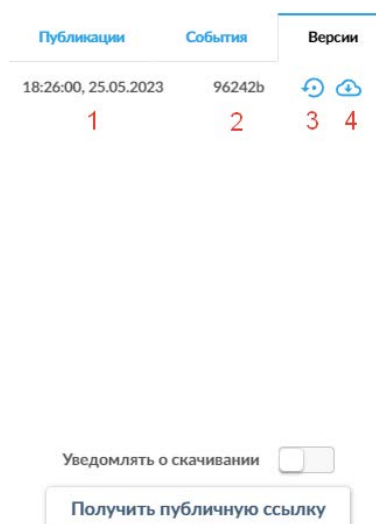 Публикации События Версии
18:26:00, 25.05.2023 96242b
1 2 3 4
Уведомлять о скачивании
Получить публичную ссылку